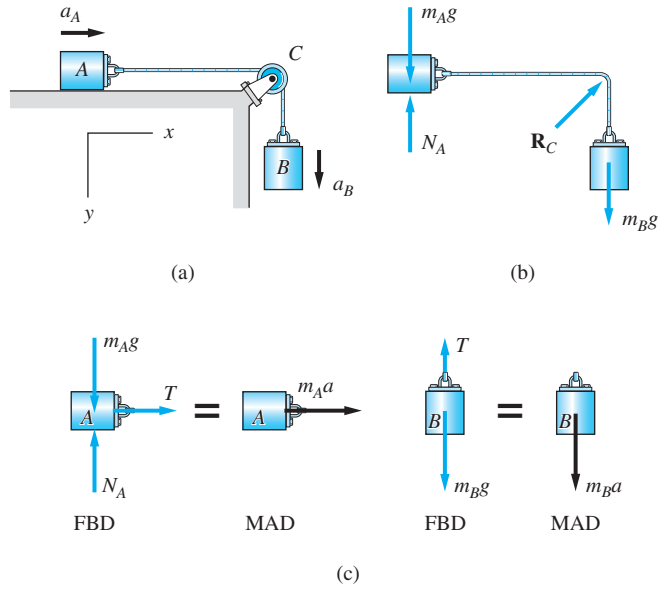 a_A
A
C
x
y
B
a_B
(a)
m_Ag
N_A
R_C
m_Bg
(b)
m_Ag
T
A
N_A
FBD
=
m_Aa
A
MAD
T
B
m_Bg
FBD
=
B
m_Ba
MAD
(c)